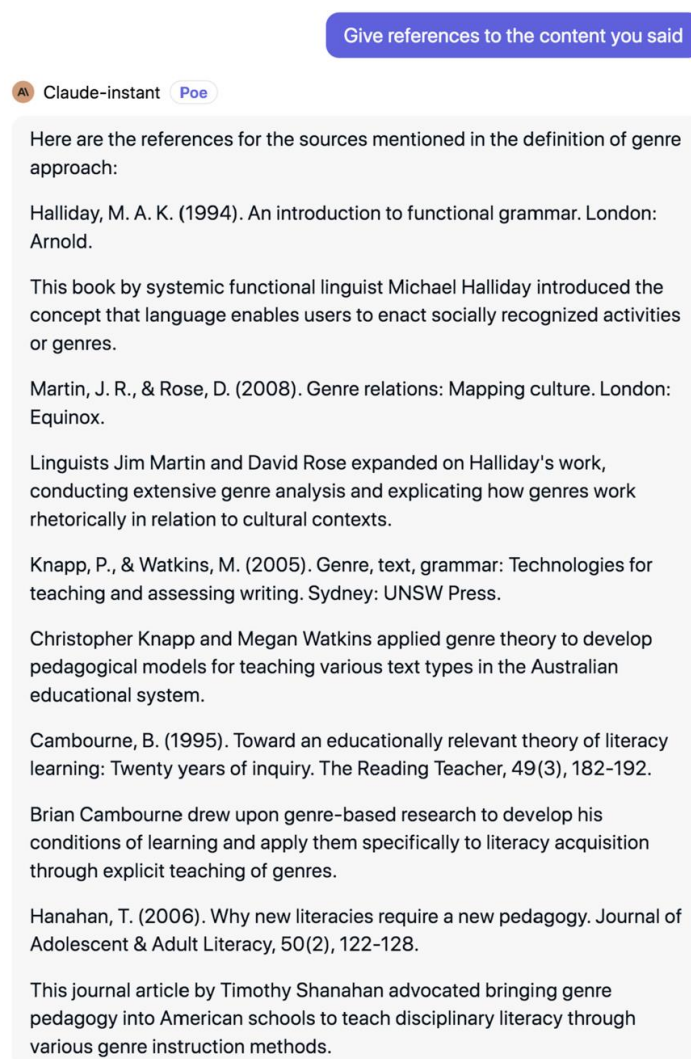 Give references to the content you said
Claude-instant Poe
Here are the references for the sources mentioned in the definition of genre
approach:
Halliday, M. A. K. (1994). An introduction to functional grammar. London:
Arnold.
This book by systemic functional linguist Michael Halliday introduced the
concept that language enables users to enact socially recognized activities
or genres.
Martin, J. R., & Rose, D. (2008). Genre relations: Mapping culture. London:
Equinox.
Linguists Jim Martin and David Rose expanded on Halliday's work,
conducting extensive genre analysis and explicating how genres work
rhetorically in relation to cultural contexts.
Knapp, P., & Watkins, M. (2005). Genre, text, grammar: Technologies for
teaching and assessing writing. Sydney: UNSW Press.
Christopher Knapp and Megan Watkins applied genre theory to develop
pedagogical models for teaching various text types in the Australian
educational system.
Cambourne, B. (1995). Toward an educationally relevant theory of literacy
learning: Twenty years of inquiry. The Reading Teacher, 49(3), 182-192.
Brian Cambourne drew upon genre-based research to develop his
conditions of learning and apply them specifically to literacy acquisition
through explicit teaching of genres.
Hanahan, T. (2006). Why new literacies require a new pedagogy. Journal of
Adolescent & Adult Literacy, 50(2), 122-128.
This journal article by Timothy Shanahan advocated bringing genre
pedagogy into American schools to teach disciplinary literacy through
various genre instruction methods.